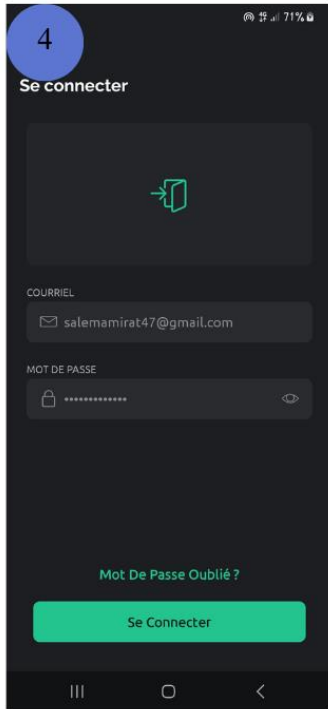 4
71%
Se connecter
COURRIEL
salemamirat47@gmail.com
MOT DE PASSE
•••••••••••••
Mot De Passe Oublié ?
Se Connecter